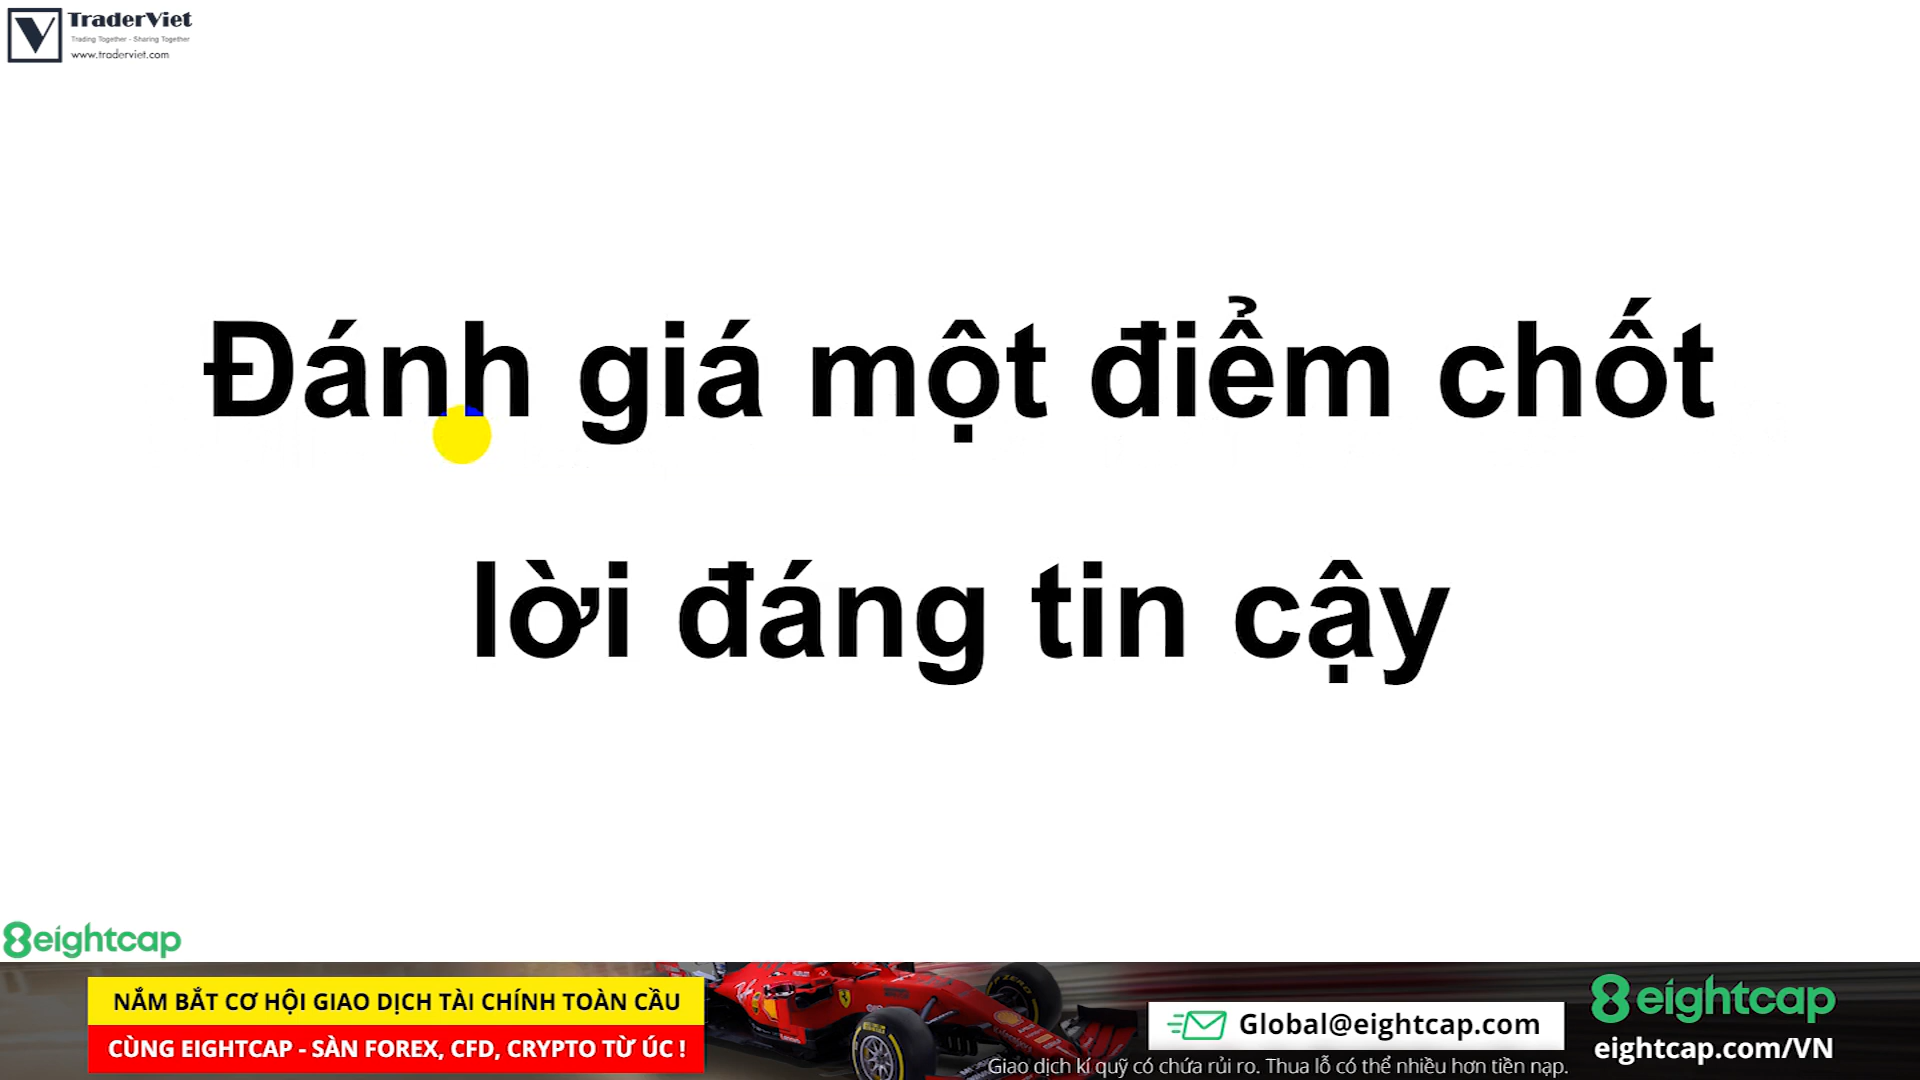 TraderViet
Trading Together - Sharing Together
www.traderviet.com
Đánh giá một điểm chốt
lời đáng tin cậy
8eightcap
NẮM BẮT CƠ HỘI GIAO DỊCH TÀI CHÍNH TOÀN CẦU
CÙNG EIGHTCAP - SÀN FOREX, CFD, CRYPTO TỪ ÚC !
Global@eightcap.com
Giao dịch kí quỹ có chứa rủi ro. Thua lỗ có thể nhiều hơn tiền nạp.
8eightcap
eightcap.com/VN